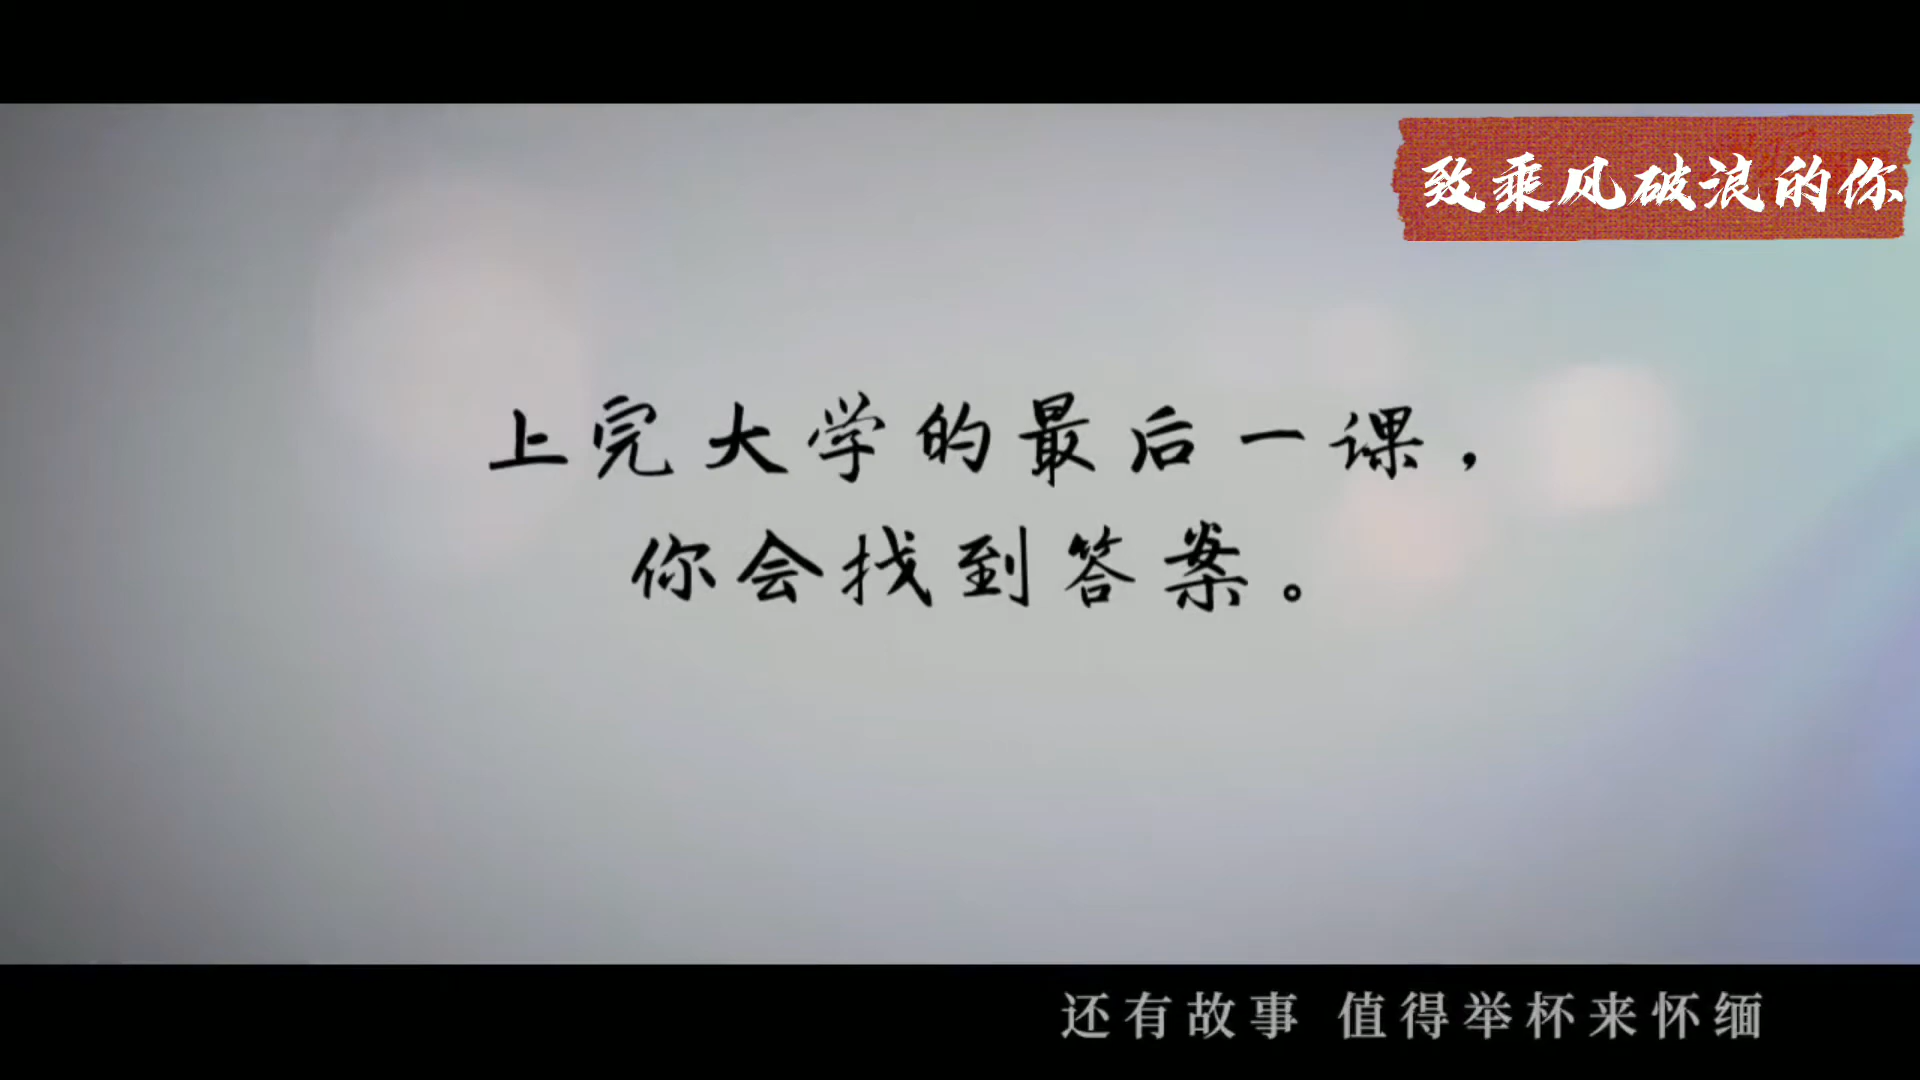 致乘风破浪的你
上完大学的最后一课，
你会找到答案。
还有故事 值得举杯来怀缅